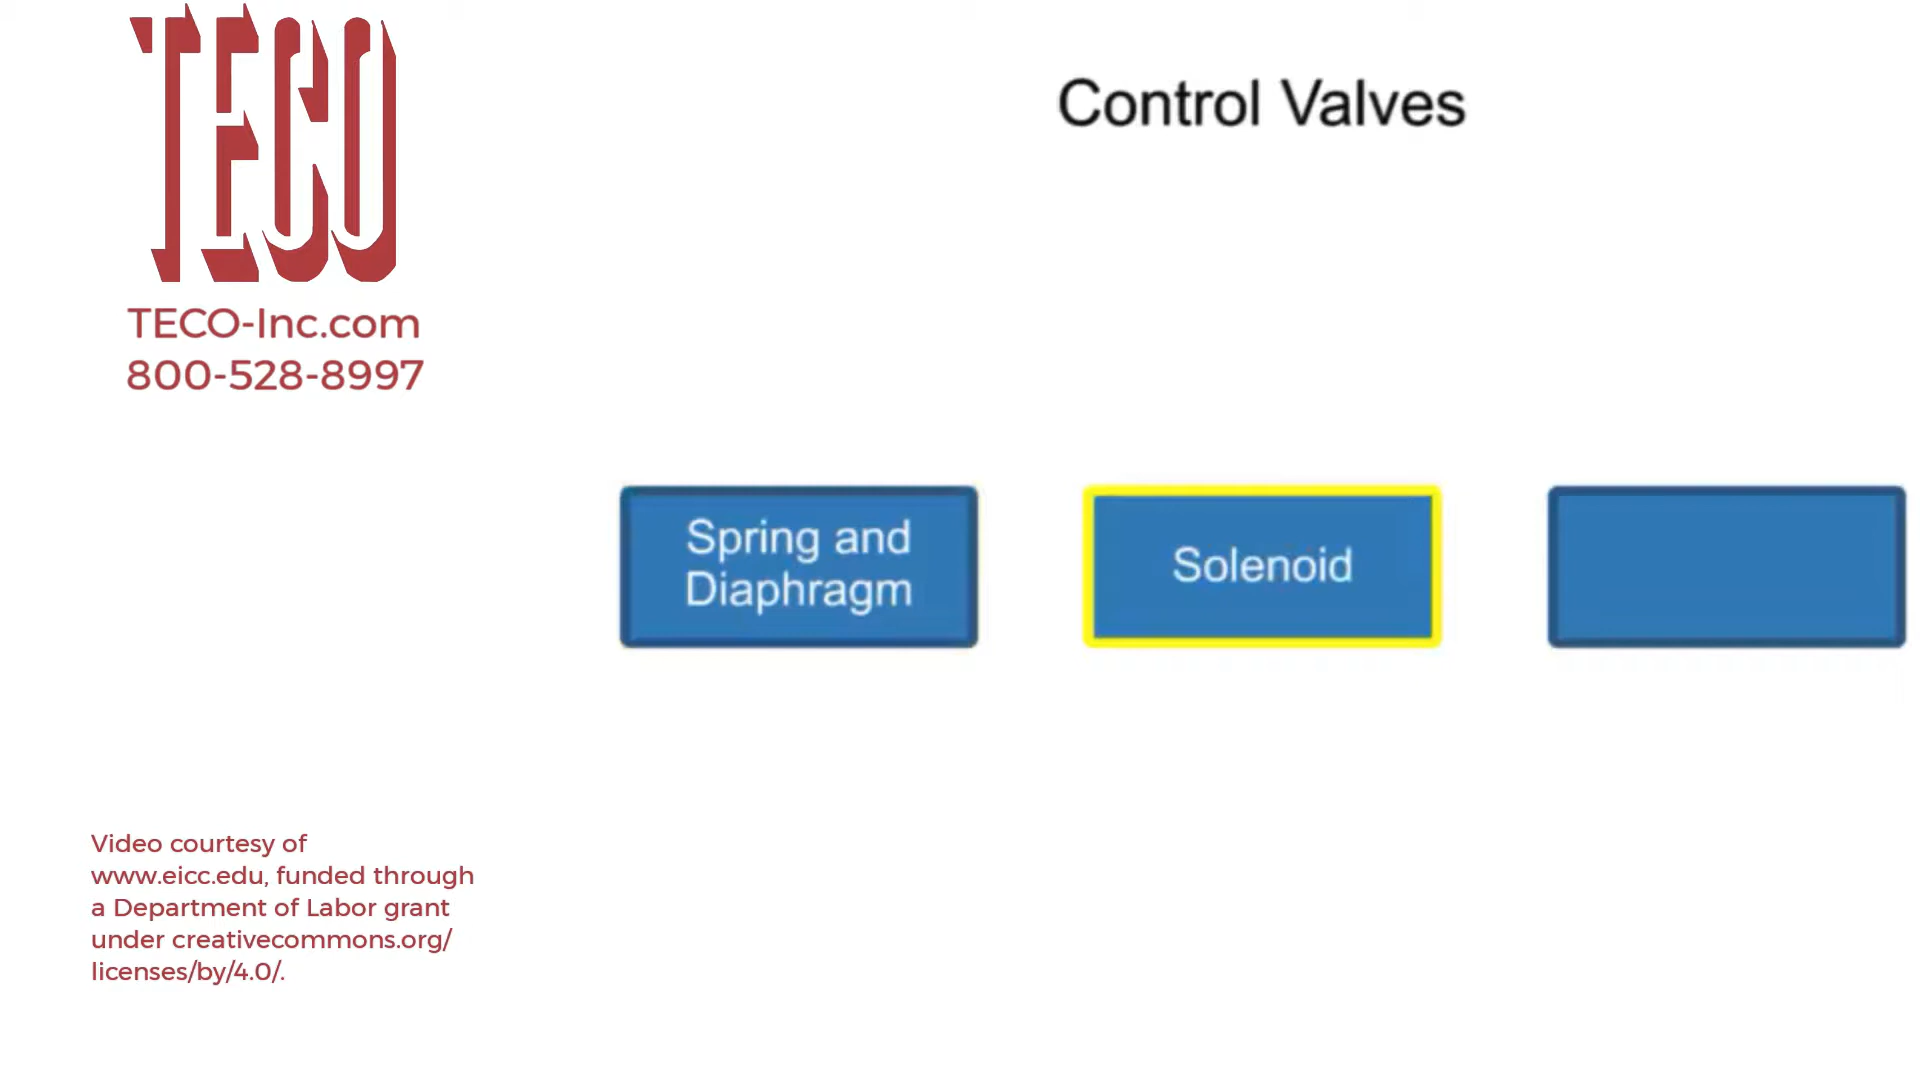 TECO
TECO-Inc.com
800-528-8997
Control Valves
Spring and
Diaphragm
Solenoid
Video courtesy of
www.eicc.edu, funded through
a Department of Labor grant
under creativecommons.org/
licenses/by/4.0/.